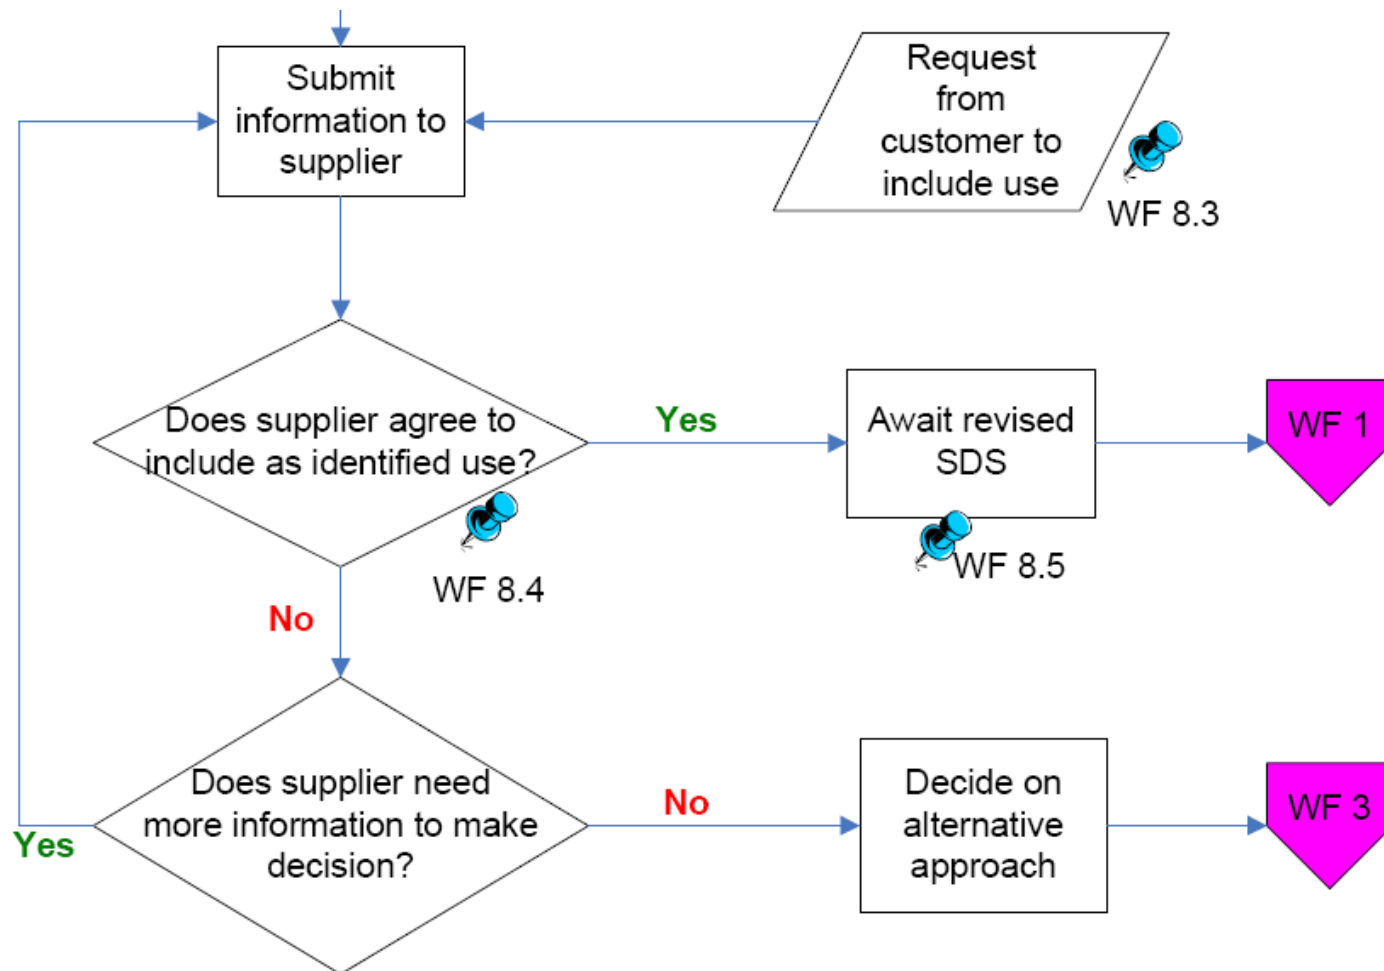 Submit
information to
supplier
Request
from
customer to
include use
WF 8.3
Does supplier agree to
include as identified use?
Yes
Await revised
SDS
WF 1
WF 8.4
WF 8.5
No
Does supplier need
more information to make
decision?
Yes
No
Decide on
alternative
approach
WF 3